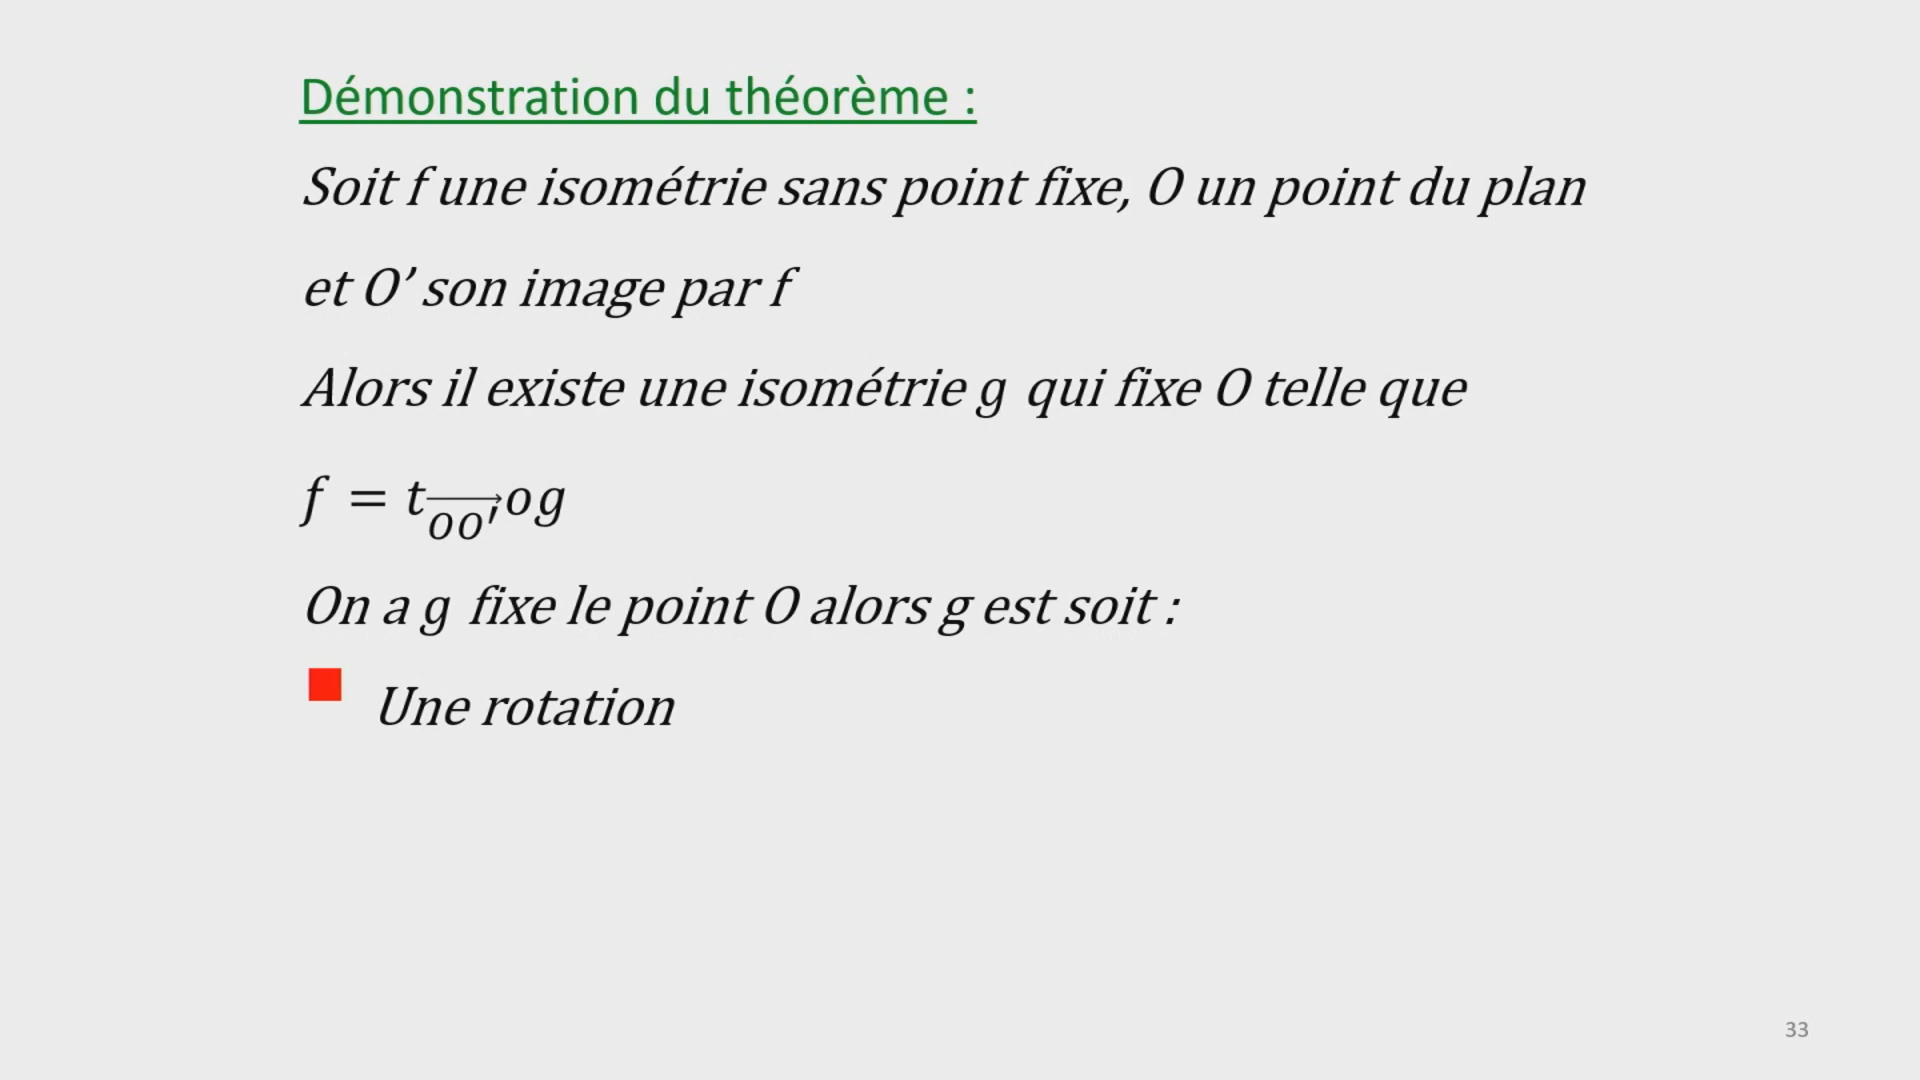 Démonstration du théorème :
Soit f une isométrie sans point fixe, O un point du plan
et O’ son image par f
Alors il existe une isométrie g qui fixe O telle que
f = t_{\overrightarrow{OO'}}og
On a g fixe le point O alors g est soit :
Une rotation
33